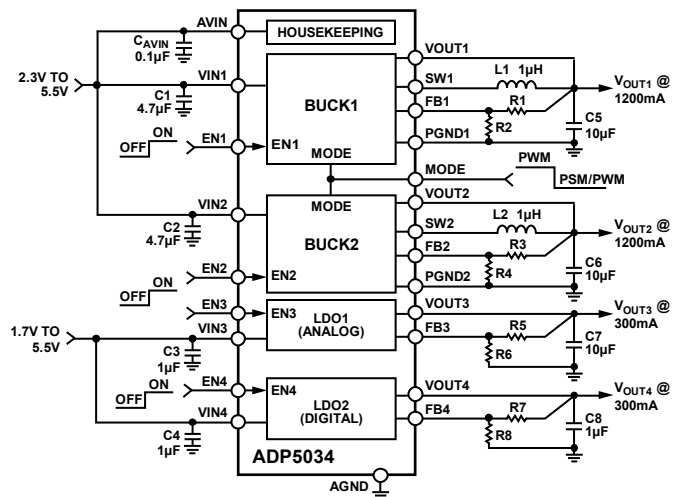 AVIN
HOUSEKEEPING
C_AVIN
0.1µF
VOUT1
2.3V TO
5.5V
VIN1
SW1
L1 1µH
V_OUT1 @
1200mA
C1
4.7µF
BUCK1
FB1
R1
R2
C5
10µF
ON
OFF
EN1
EN1
PGND1
MODE
MODE
PWM
PSM/PWM
VIN2
MODE
VOUT2
C2
4.7µF
BUCK2
SW2
L2 1µH
V_OUT2 @
1200mA
FB2
R3
R4
C6
10µF
ON
OFF
EN2
EN2
PGND2
EN3
EN3
LDO1
(ANALOG)
VOUT3
V_OUT3 @
300mA
1.7V TO
5.5V
VIN3
FB3
R5
R6
C7
10µF
C3
1µF
ON
OFF
EN4
EN4
VOUT4
V_OUT4 @
300mA
VIN4
LDO2
(DIGITAL)
FB4
R7
R8
C8
1µF
C4
1µF
ADP5034
AGND